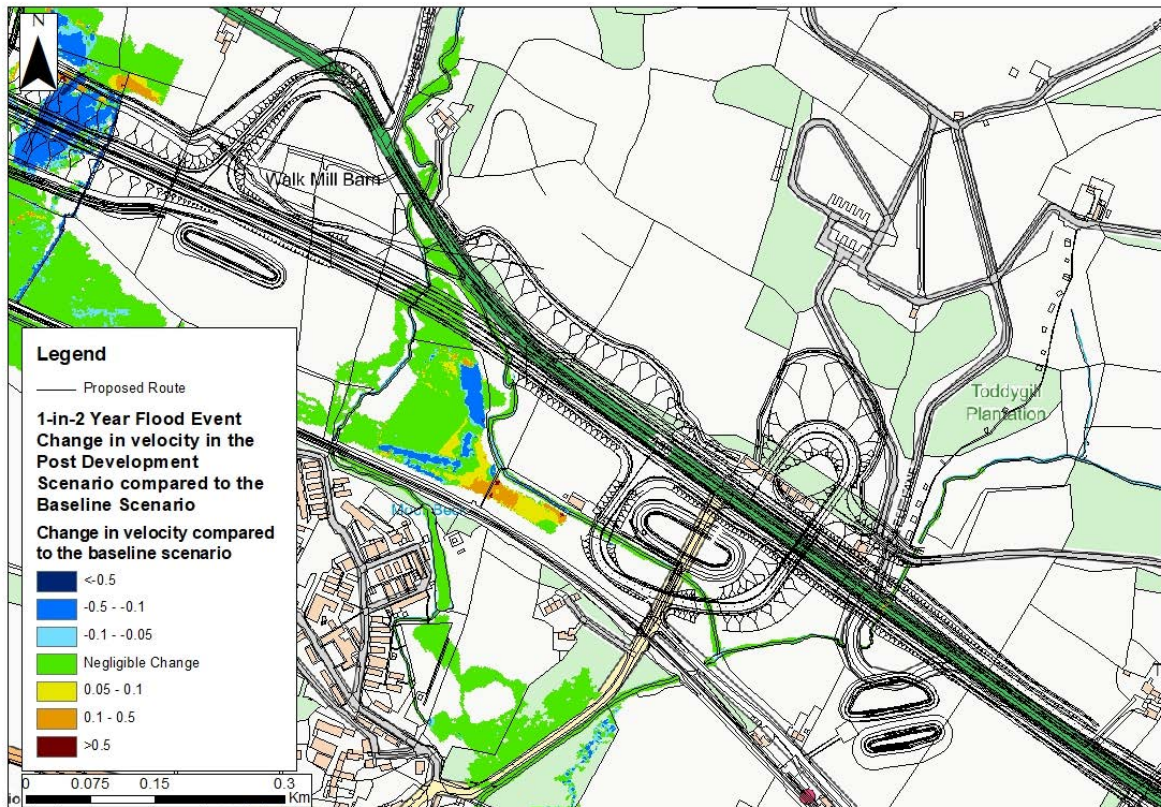 N
Walk Mill Barn
Toddygill
Plantation
Legend
Proposed Route
1-in-2 Year Flood Event
Change in velocity in the
Post Development
Scenario compared to the
Baseline Scenario
Change in velocity compared
to the baseline scenario
<-0.5
-0.5 - -0.1
-0.1 - -0.05
Negligible Change
0.05 - 0.1
0.1 - 0.5
>0.5
0 0.075 0.15 0.3
Km